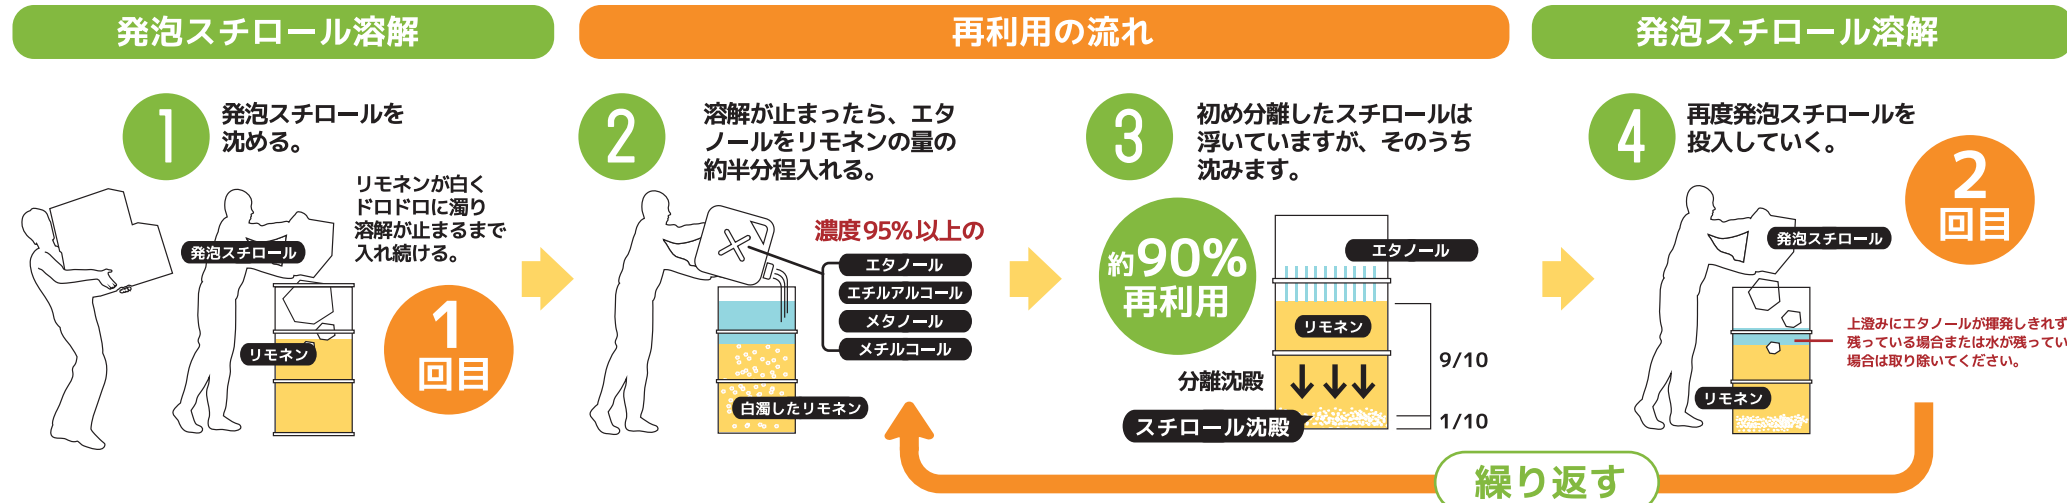 発泡スチロール溶解
再利用の流れ
発泡スチロール溶解
1
発泡スチロールを
沈める。
リモネンが白く
ドロドロに濁り
溶解が止まるまで
入れ続ける。
発泡スチロール
リモネン
1
回目
2
溶解が止まったら、エタ
ノールをリモネンの量の
約半分程入れる。
濃度95%以上の
エタノール
エチルアルコール
メタノール
メチルコール
白濁したリモネン
3
初め分離したスチロールは
浮いていますが、そのうち
沈みます。
約90%
再利用
エタノール
リモネン
9/10
分離沈殿
スチロール沈殿
1/10
4
再度発泡スチロールを
投入していく。
2
回目
発泡スチロール
上澄みにエタノールが揮発しきれず
残っている場合または水が残ってい
場合は取り除いてください。
リモネン
繰り返す